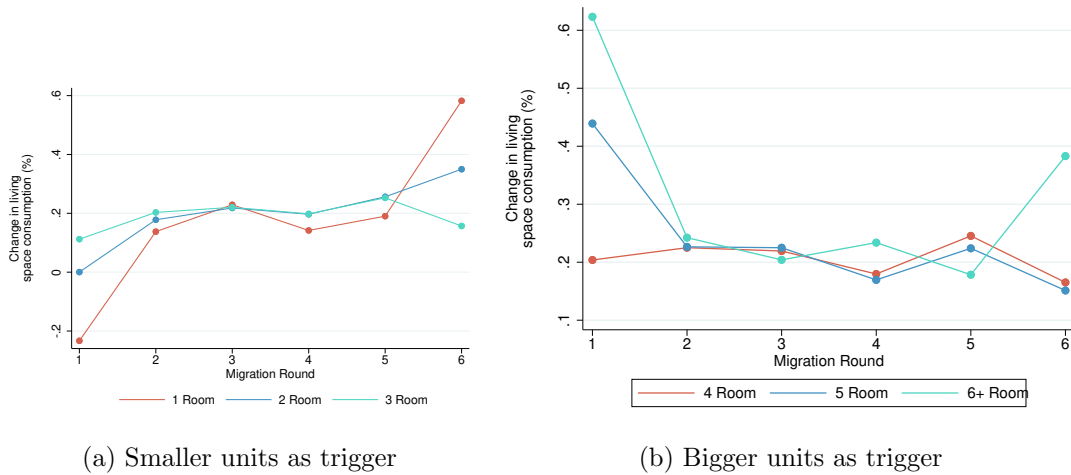 .6
.4
.2
0
-.2
Change in living
space consumption (%)
1 2 3 4 5 6
Migration Round
1 Room 2 Room 3 Room
(a) Smaller units as trigger
.6
.5
.4
.3
.2
.1
Change in living
space consumption (%)
1 2 3 4 5 6
Migration Round
4 Room 5 Room 6+ Room
(b) Bigger units as trigger